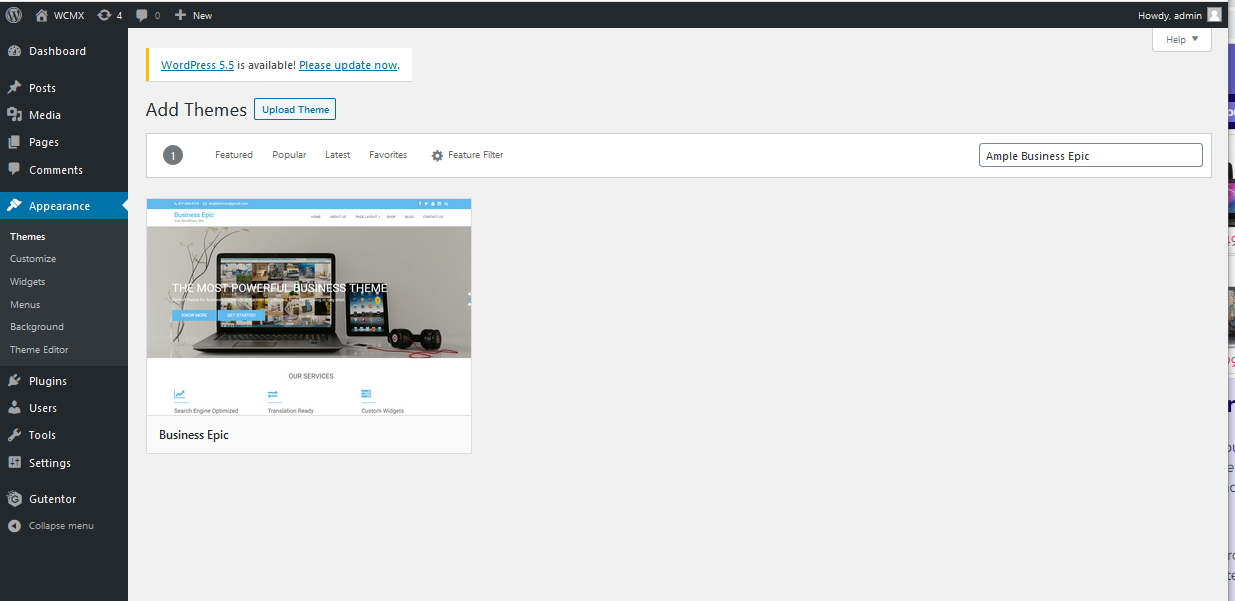 WCMX 4 0 New Howdy, admin
Help
Dashboard
Posts
Media
Pages
Comments
Appearance
Themes
Customize
Widgets
Menus
Background
Theme Editor
Plugins
Users
Tools
Settings
Gutentor
Collapse menu
WordPress 5.5 is available! Please update now.
Add Themes Upload Theme
1 Featured Popular Latest Favorites Feature Filter Ample Business Epic
Business Epic
HOME ABOUT US PAGE LAYOUT SHOP BLOG CONTACT US
THE MOST POWERFUL BUSINESS THEME
KNOW MORE GET STARTED
OUR SERVICES
Search Engine Optimized Translation Ready Custom Widgets
Business Epic